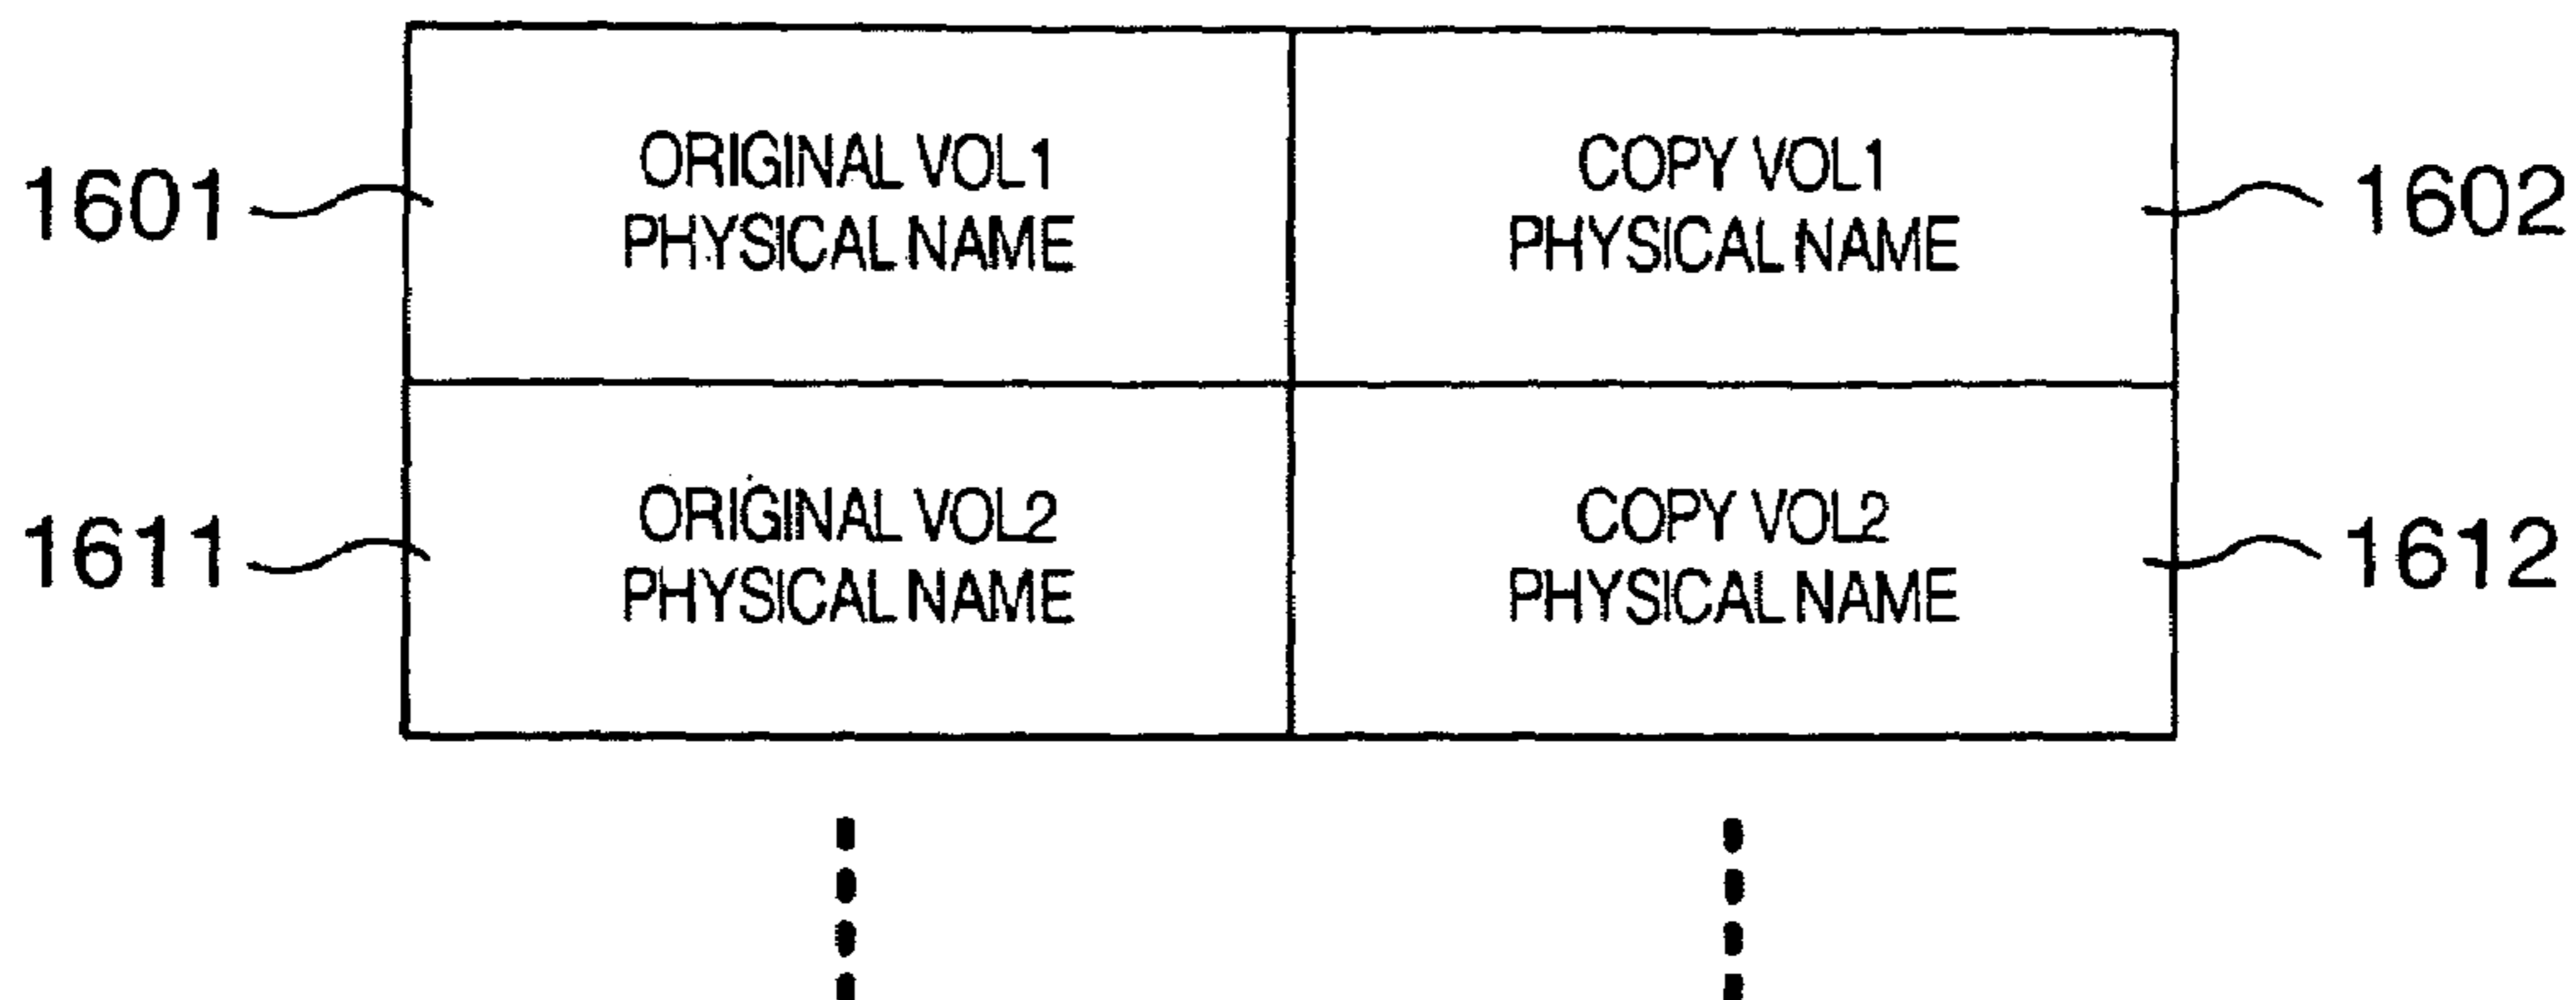 1601
ORIGINAL VOL1
PHYSICAL NAME
COPY VOL1
PHYSICAL NAME
1602
1611
ORIGINAL VOL2
PHYSICAL NAME
COPY VOL2
PHYSICAL NAME
1612